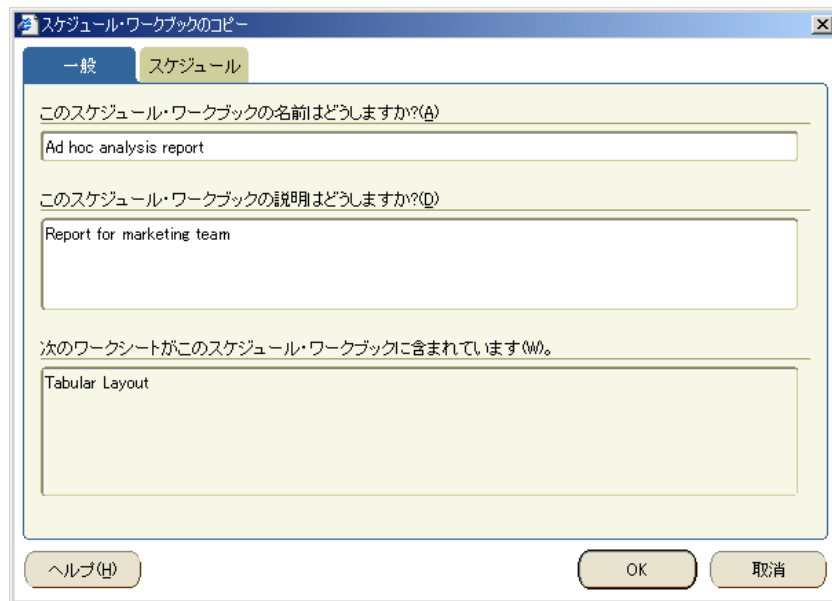 スケジュール・ワークブックのコピー
一般 スケジュール
このスケジュール・ワークブックの名前はどうしますか?(A)
Ad hoc analysis report
このスケジュール・ワークブックの説明はどうしますか?(D)
Report for marketing team
次のワークシートがこのスケジュール・ワークブックに含まれています(W)。
Tabular Layout
ヘルプ(H) OK 取消